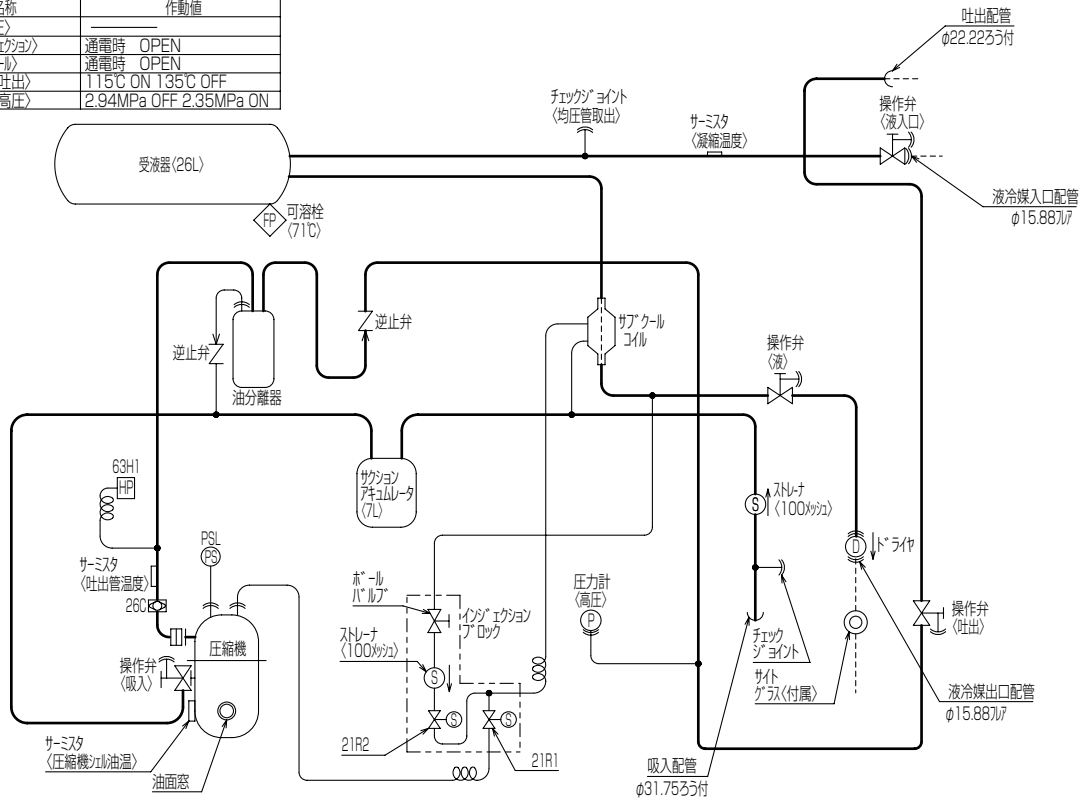 作動値
通電時 OPEN
通電時 OPEN
115℃ ON 135℃ OFF
2.94MPa OFF 2.35MPa ON
吐出配管
φ22.22ろう付
チェックジョイント
〈均圧管取出〉
サーミスタ
〈凝縮温度〉
操作弁
〈液入口〉
受液器〈26L〉
液冷媒入口配管
φ15.88フレア
FP
可溶栓
〈71℃〉
逆止弁
サブクール
コイル
逆止弁
操作弁
〈液〉
油分離器
63H1
HP
サクション
アキュムレータ
〈7L〉
S
ストレーナ
〈100メッシュ〉
PSL
PS
D
ドライヤ
サーミスタ
〈吐出管温度〉
26C
ボール
バルブ
インジェクション
ブロック
圧力計
〈高圧〉
P
操作弁
〈吐出〉
圧縮機
ストレーナ
〈100メッシュ〉
S
チェック
ジョイント
操作弁
〈吸入〉
サイト
グラス〈付属〉
液冷媒出口配管
φ15.88フレア
S
S
サーミスタ
〈圧縮機シェル油温〉
21R2
21R1
油面窓
吸入配管
φ31.75ろう付